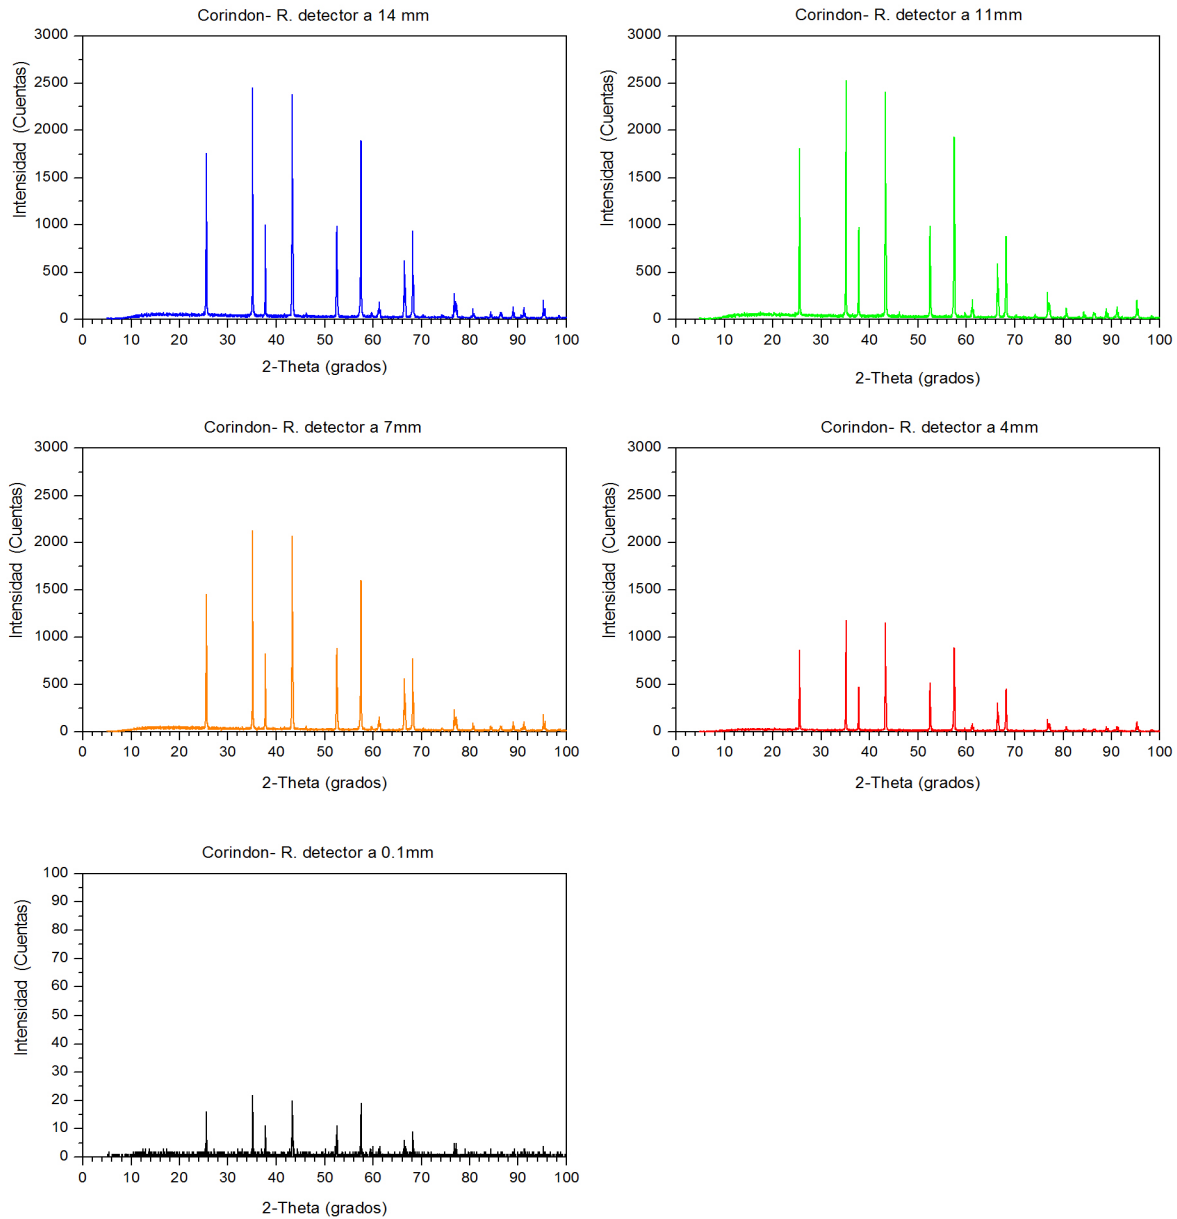 Corindon- R. detector a 14 mm
3000
2500
2000
1500
1000
500
0
Intensidad (Cuentas)
0 10 20 30 40 50 60 70 80 90 100
2-Theta (grados)
Corindon- R. detector a 11mm
3000
2500
2000
1500
1000
500
0
Intensidad (Cuentas)
0 10 20 30 40 50 60 70 80 90 100
2-Theta (grados)
Corindon- R. detector a 7mm
3000
2500
2000
1500
1000
500
0
Intensidad (Cuentas)
0 10 20 30 40 50 60 70 80 90 100
2-Theta (grados)
Corindon- R. detector a 4mm
3000
2500
2000
1500
1000
500
0
Intensidad (Cuentas)
0 10 20 30 40 50 60 70 80 90 100
2-Theta (grados)
Corindon- R. detector a 0.1mm
100
90
80
70
60
50
40
30
20
10
0
Intensidad (Cuentas)
0 10 20 30 40 50 60 70 80 90 100
2-Theta (grados)